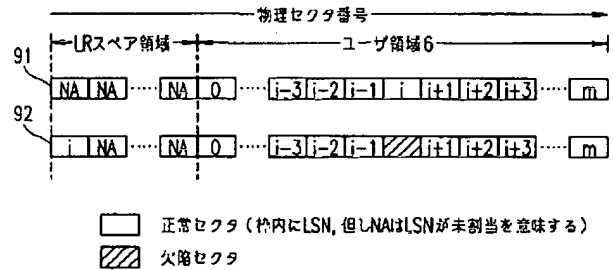 物理セクタ番号
LRスペア領域 ユーザ領域6
91
NA NA ····· NA 0 ····· i-3 i-2 i-1 i i+1 i+2 i+3 ····· m
92
i NA ····· NA 0 ····· i-3 i-2 i-1 i+1 i+2 i+3 ····· m
正常セクタ(枠内にLSN, 但しNAはLSNが未割当を意味する)
欠陥セクタ